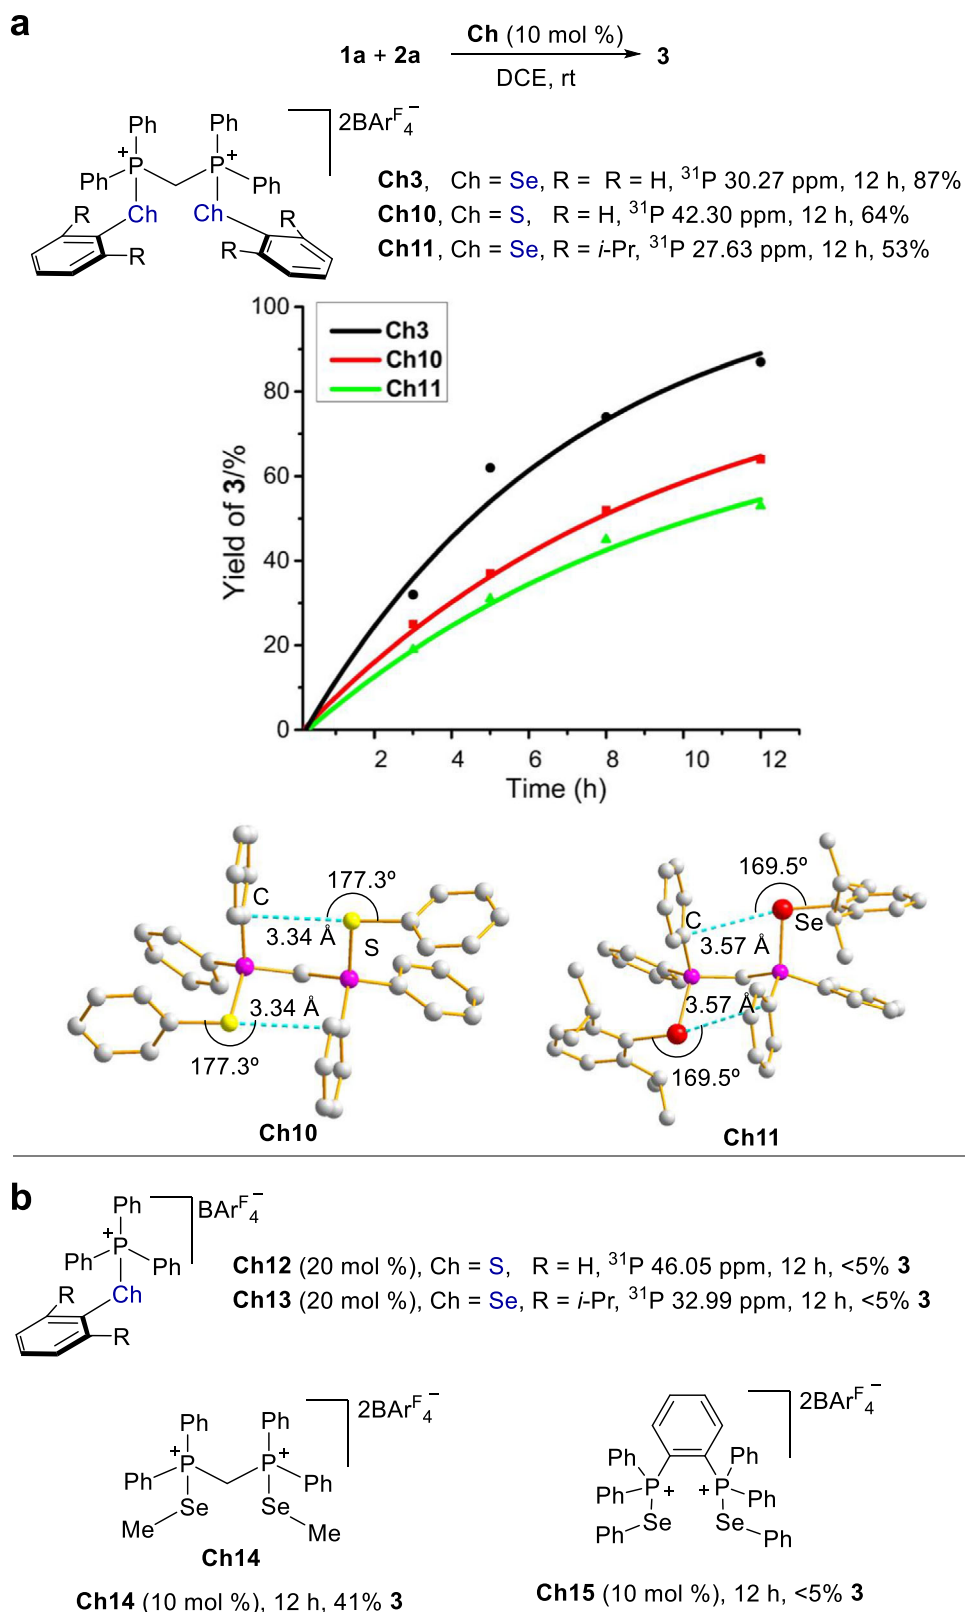 a
Ch (10 mol %)
1a + 2a
3
DCE, rt
Ph
Ph
2BArF4−
+
+
P
P
Ph
Ph
Ch
Ch
R
R
R
R
Ch3, Ch = Se, R = R = H, 31P 30.27 ppm, 12 h, 87%
Ch10, Ch = S, R = H, 31P 42.30 ppm, 12 h, 64%
Ch11, Ch = Se, R = i-Pr, 31P 27.63 ppm, 12 h, 53%
100
80
60
40
20
0
Yield of 3/%
Ch3
Ch10
Ch11
2 4 6 8 10 12
Time (h)
177.3º
C
3.34 Å
S
3.34 Å
177.3º
Ch10
169.5º
C
Se
3.57 Å
3.57 Å
169.5º
Ch11
b
Ph
BArF4−
+
P
Ph
Ph
Ch
R
R
Ch12 (20 mol %), Ch = S, R = H, 31P 46.05 ppm, 12 h, <5% 3
Ch13 (20 mol %), Ch = Se, R = i-Pr, 31P 32.99 ppm, 12 h, <5% 3
Ph
Ph
2BArF4−
+
+
P
P
Ph
Ph
Se
Se
Me
Me
Ch14
Ch14 (10 mol %), 12 h, 41% 3
2BArF4−
Ph
Ph
P
+
+
P
Ph
Ph
Se
Se
Ph
Ph
Ch15 (10 mol %), 12 h, <5% 3